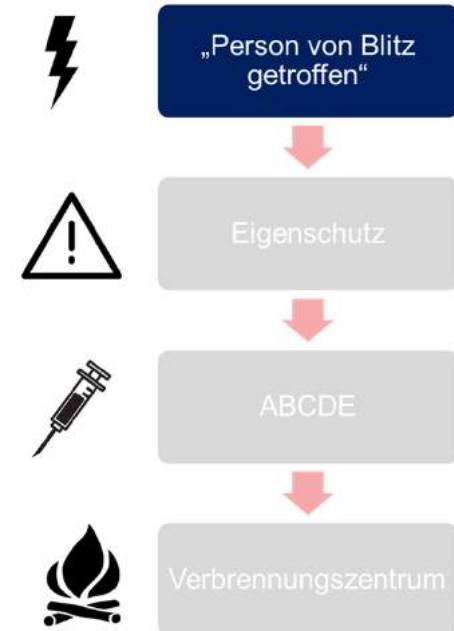 „Person von Blitz
getroffen“
Eigenschutz
ABCDE
Verbrennungszentrum